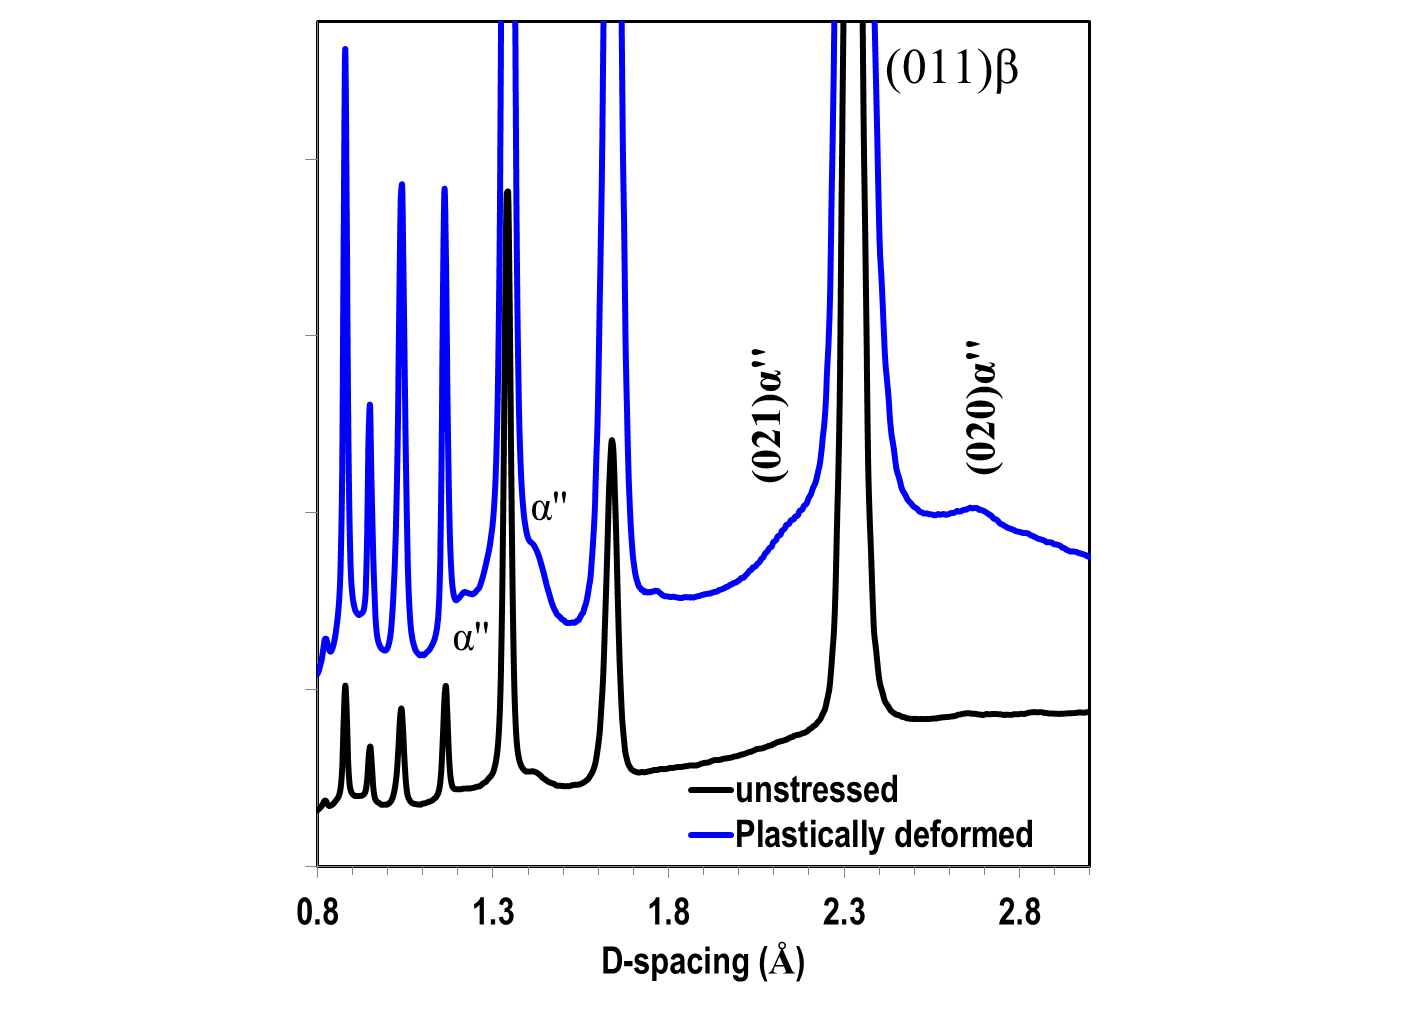 (011)β
(021)α''
(020)α''
α''
α''
unstressed
Plastically deformed
0.8 1.3 1.8 2.3 2.8
D-spacing (Å)